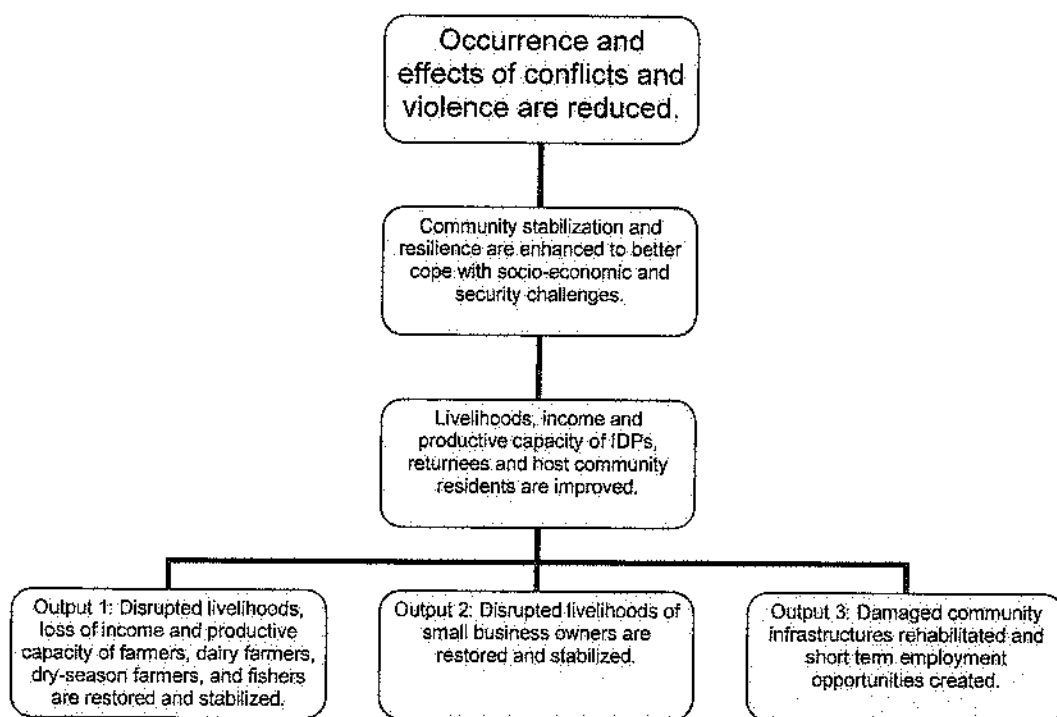 Occurrence and
effects of conflicts and
violence are reduced.
Community stabilization and
resilience are enhanced to better
cope with socio-economic and
security challenges.
Livelihoods, income and
productive capacity of IDPs,
returnees and host community
residents are improved.
Output 1: Disrupted livelihoods,
loss of income and productive
capacity of farmers, dairy farmers,
dry-season farmers, and fishers
are restored and stabilized.
Output 2: Disrupted livelihoods of
small business owners are
restored and stabilized.
Output 3: Damaged community
infrastructures rehabilitated and
short term employment
opportunities created.